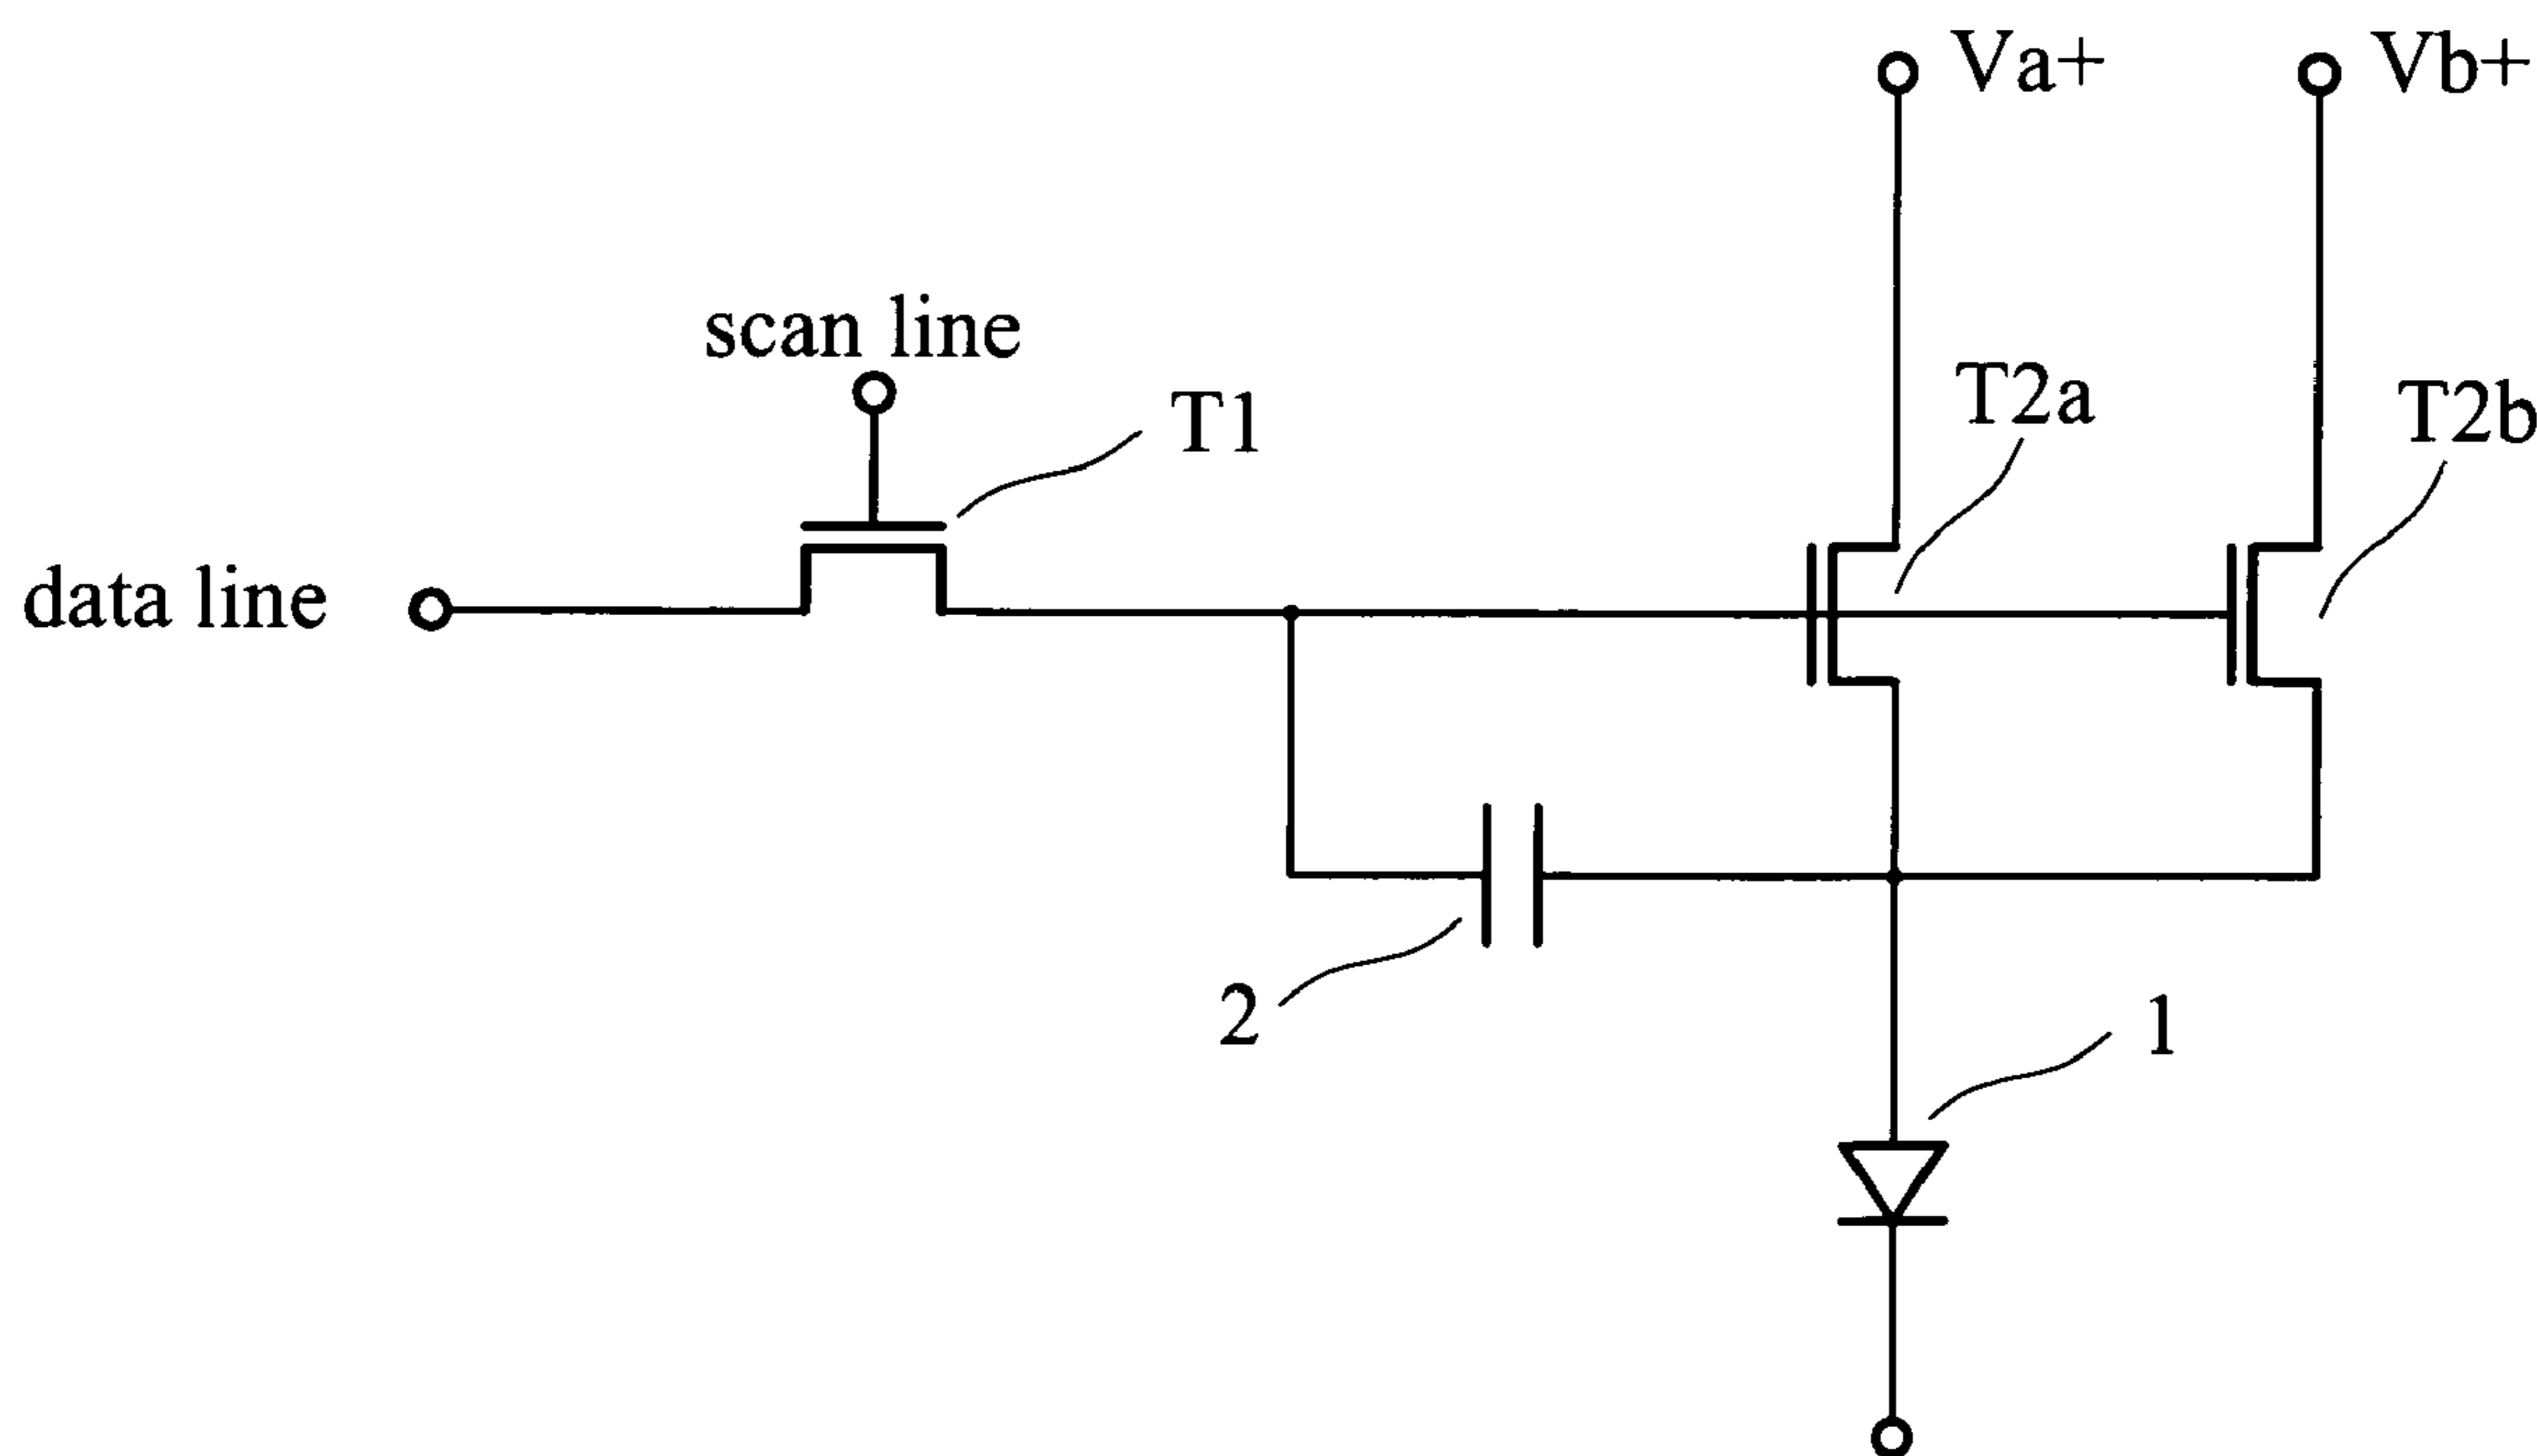 Va+
Vb+
scan line
T1
T2a
T2b
data line
2
1